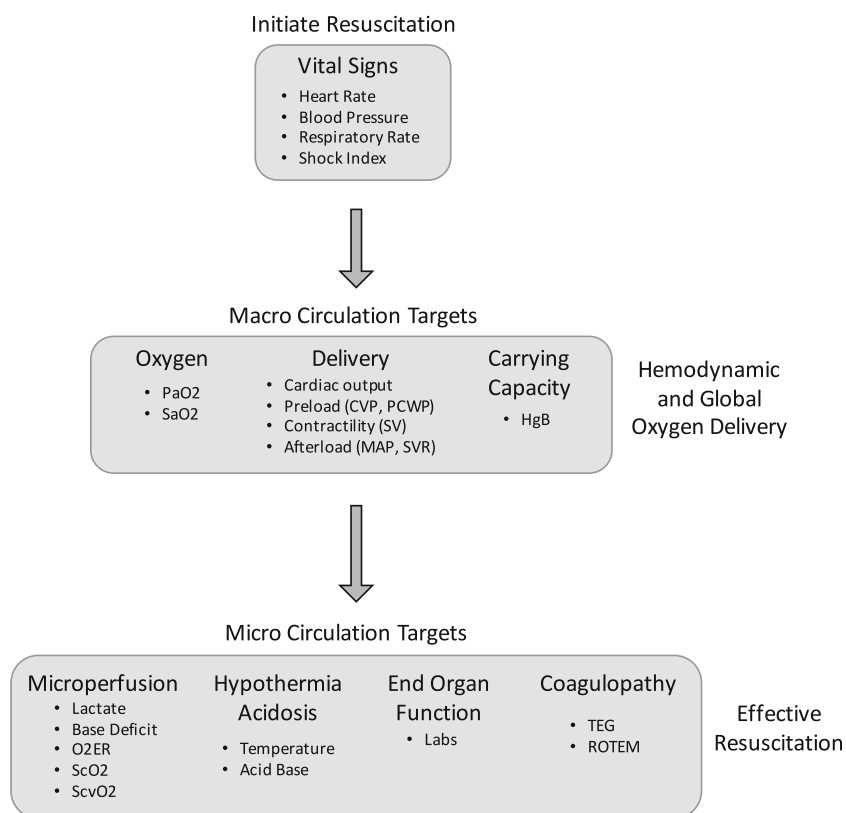 Initiate Resuscitation
Vital Signs
• Heart Rate
• Blood Pressure
• Respiratory Rate
• Shock Index
Macro Circulation Targets
Oxygen
• PaO2
• SaO2
Delivery
• Cardiac output
• Preload (CVP, PCWP)
• Contractility (SV)
• Afterload (MAP, SVR)
Carrying
Capacity
• HgB
Hemodynamic
and Global
Oxygen Delivery
Micro Circulation Targets
Microperfusion
• Lactate
• Base Deficit
• O2ER
• ScO2
• ScvO2
Hypothermia
Acidosis
• Temperature
• Acid Base
End Organ
Function
• Labs
Coagulopathy
• TEG
• ROTEM
Effective
Resuscitation